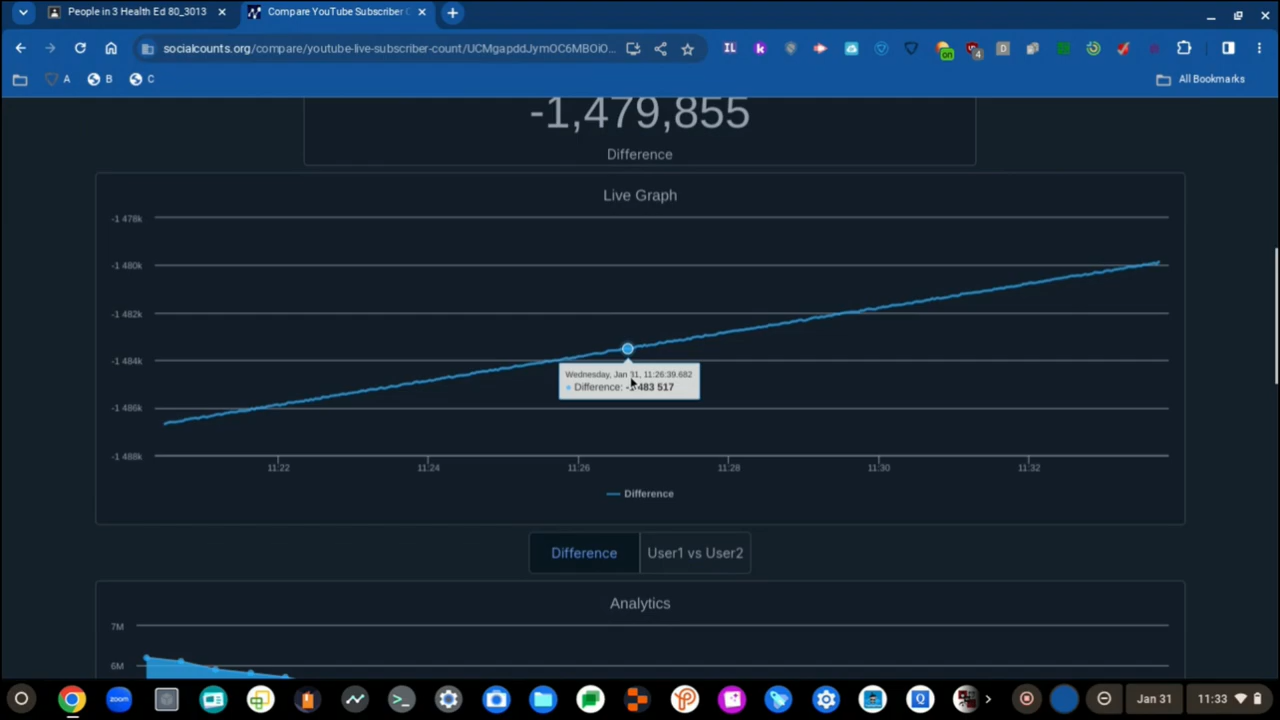 People in 3 Health Ed 80_3013
Compare YouTube Subscriber C
socialcounts.org/compare/youtube-live-subscriber-count/UCMgapddJymOC6MBOiO...
A
B
C
All Bookmarks
-1,479,855
Difference
Live Graph
-1 478k
-1 480k
-1 482k
-1 484k
-1 486k
-1 488k
Wednesday, Jan 31, 11:26:39.682
Difference: -1 483 517
11:22
11:24
11:26
11:28
11:30
11:32
Difference
Difference
User1 vs User2
Analytics
7M
6M
zoom
Jan 31
11:33